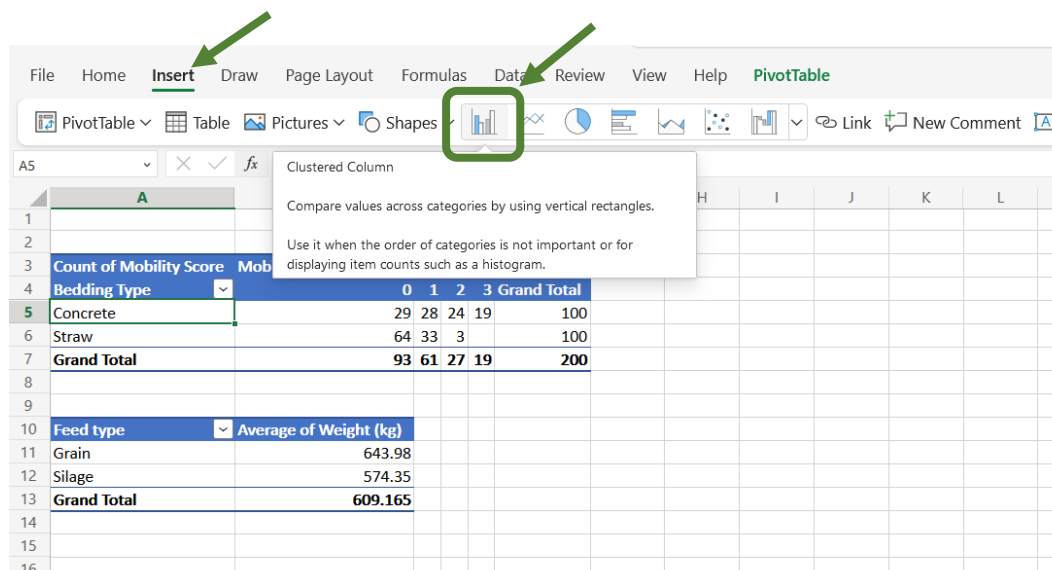 File Home Insert Draw Page Layout Formulas Data Review View Help PivotTable
PivotTable Table Pictures Shapes Link New Comment A
A5 fx
Clustered Column
Compare values across categories by using vertical rectangles.
Use it when the order of categories is not important or for
displaying item counts such as a histogram.
A H I J K L
1
2
3 Count of Mobility Score Mob
4 Bedding Type 0 1 2 3 Grand Total
5 Concrete 29 28 24 19 100
6 Straw 64 33 3 100
7 Grand Total 93 61 27 19 200
8
9
10 Feed type Average of Weight (kg)
11 Grain 643.98
12 Silage 574.35
13 Grand Total 609.165
14
15
16